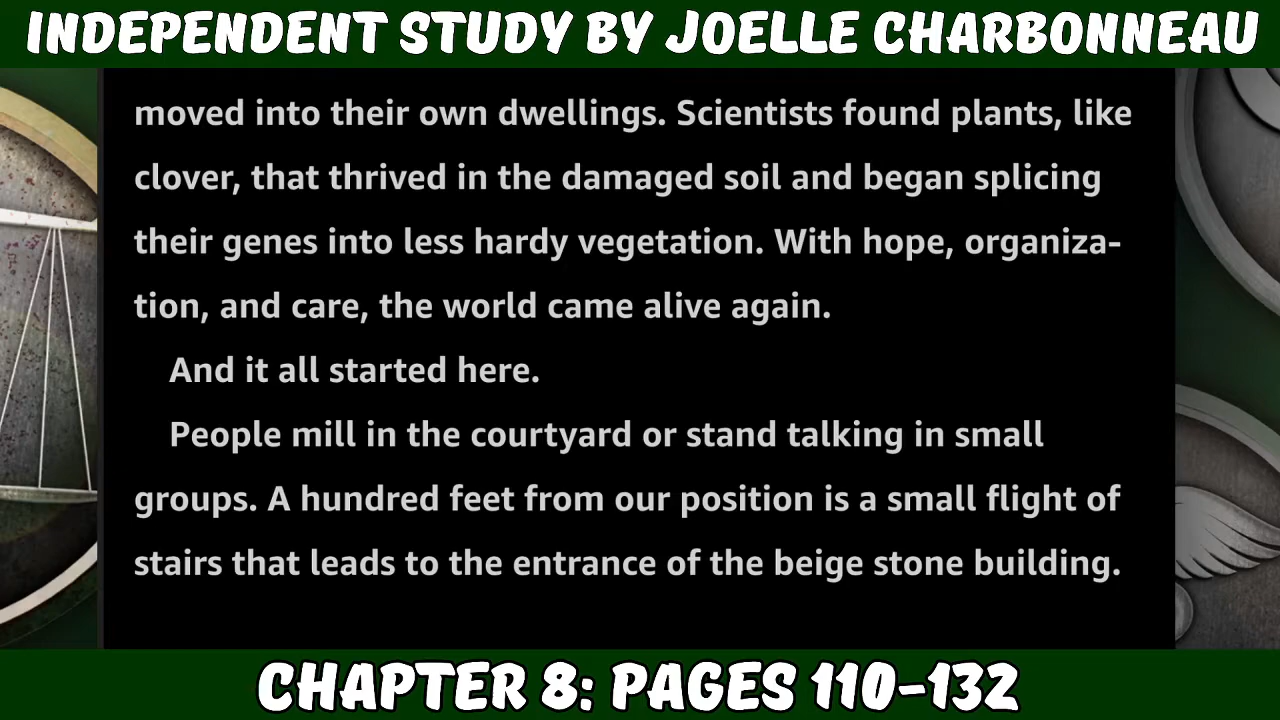 INDEPENDENT STUDY BY JOELLE CHARBONNEAU
moved into their own dwellings. Scientists found plants, like
clover, that thrived in the damaged soil and began splicing
their genes into less hardy vegetation. With hope, organiza-
tion, and care, the world came alive again.
And it all started here.
People mill in the courtyard or stand talking in small
groups. A hundred feet from our position is a small flight of
stairs that leads to the entrance of the beige stone building.
CHAPTER 8: PAGES 110-132